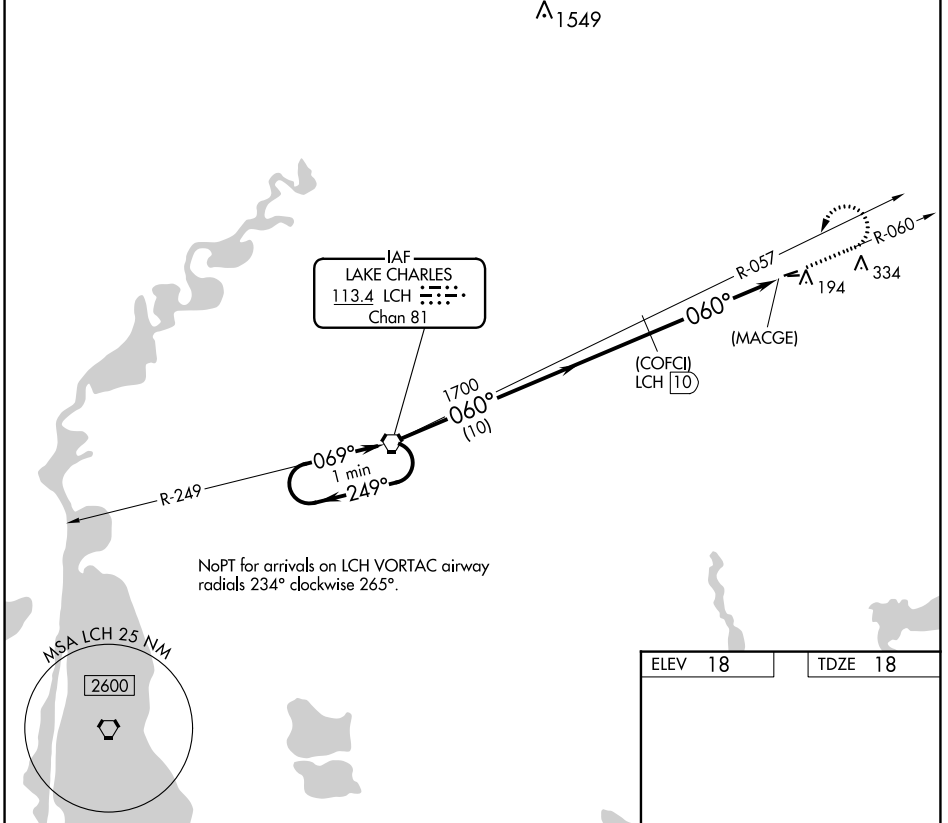 1549
IAF
LAKE CHARLES
113.4 LCH
Chan 81
R-057
R-060
334
194
060°
(MACGE)
(COFCI)
LCH 10
1700
060°
(10)
069°
1 min
249°
R-249
NoPT for arrivals on LCH VORTAC airway
radials 234° clockwise 265°.
MSA LCH 25 NM
2600
ELEV 18
TDZE 18